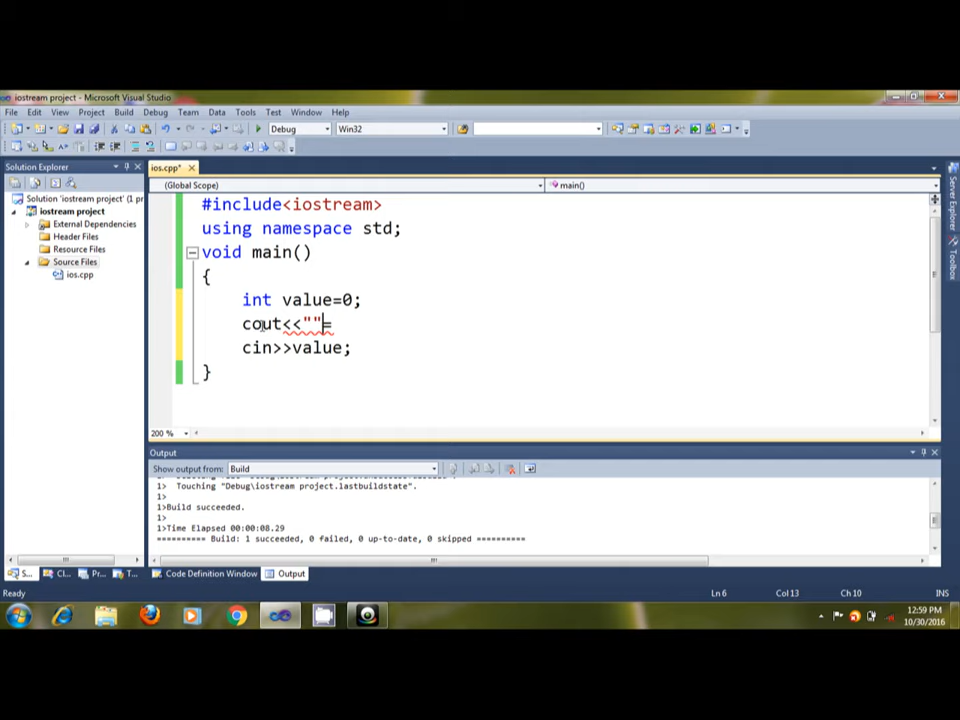 iostream project - Microsoft Visual Studio
File Edit View Project Build Debug Team Data Tools Test Window Help
Debug Win32
Solution Explorer
ios.cpp*
(Global Scope) main()
Solution 'iostream project' (1 pr
iostream project
External Dependencies
Header Files
Resource Files
Source Files
ios.cpp
#include<iostream>
using namespace std;
void main()
{
int value=0;
cout<<""=
cin>>value;
}
Server Explorer
Toolbox
200 %
Output
Show output from: Build
1> Touching "Debug\iostream project.lastbuildstate".
1>
1>Build succeeded.
1>
1>Time Elapsed 00:00:08.29
========== Build: 1 succeeded, 0 failed, 0 up-to-date, 0 skipped ==========
S... Cl... Pr... T... Code Definition Window Output
Ready Ln 6 Col 13 Ch 10 INS
12:59 PM
10/30/2016